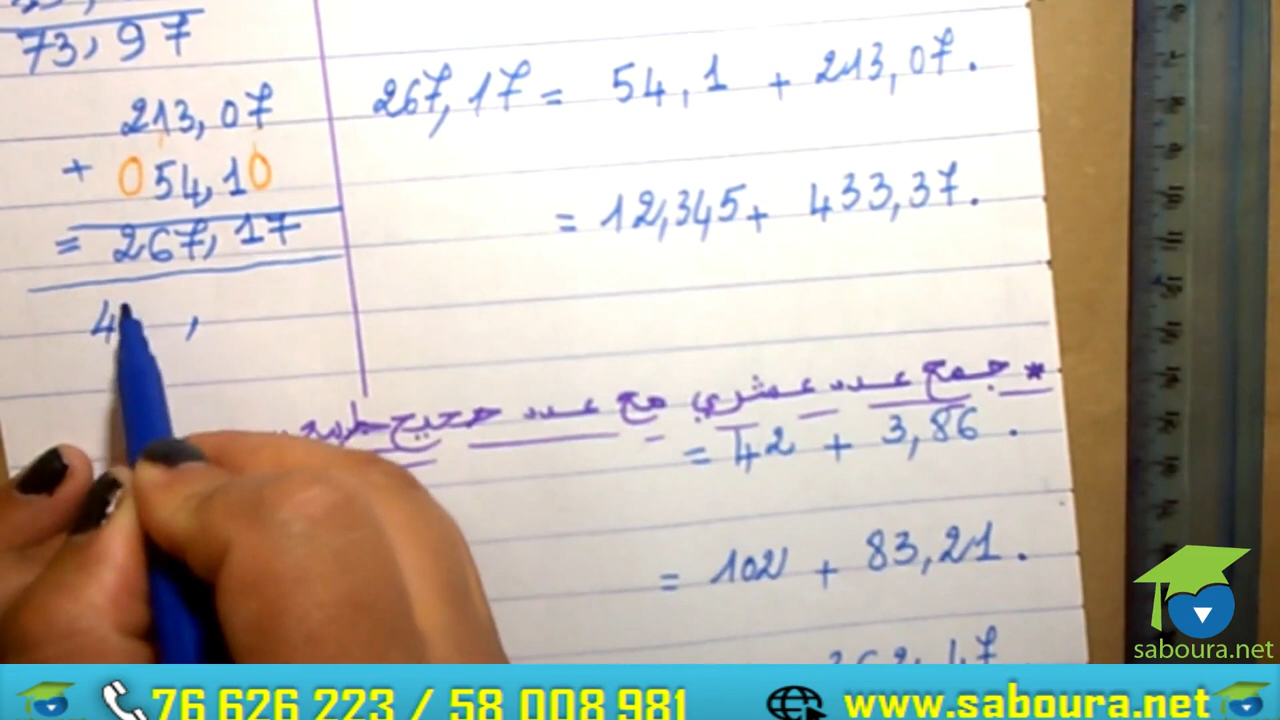 73,97
213,07
+ 054,10
= 267,17
4 ,
267,17 = 54,1 + 213,07.
= 12,345 + 433,37.
* جمع عدد عشري مع عدد صحيح طبيعي
= 42 + 3,86 .
= 102 + 83,21 .
saboura.net
76 626 223 / 58 008 981
www.saboura.net